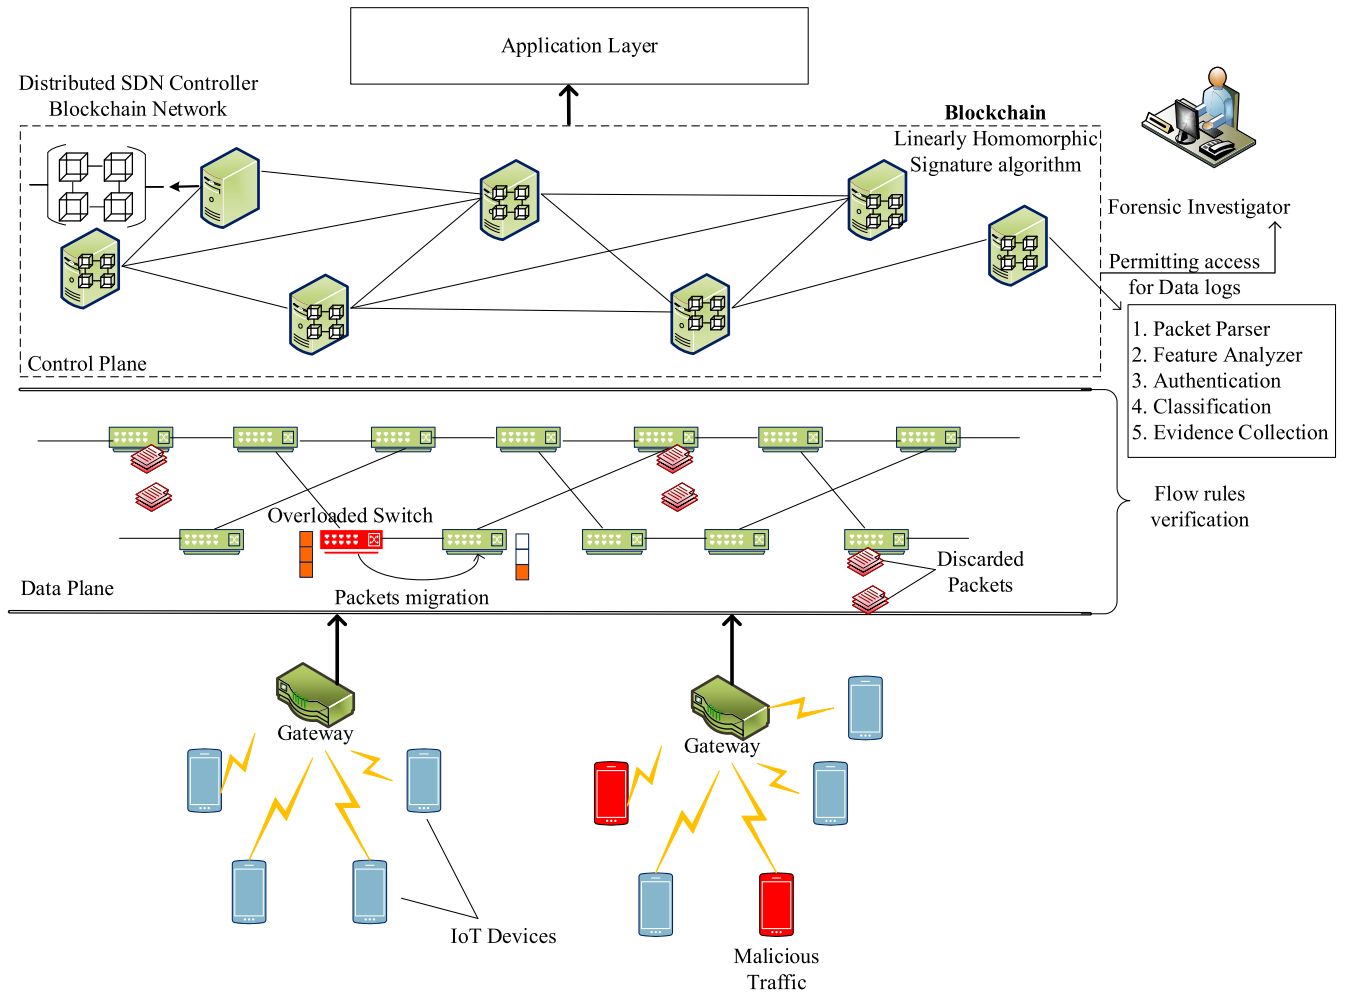 Application Layer
Distributed SDN Controller
Blockchain Network
Blockchain
Linearly Homomorphic
Signature algorithm
Forensic Investigator
Permitting access
for Data logs
1. Packet Parser
2. Feature Analyzer
3. Authentication
4. Classification
5. Evidence Collection
Control Plane
Flow rules
verification
Overloaded Switch
Discarded
Packets
Data Plane
Packets migration
Gateway
Gateway
IoT Devices
Malicious
Traffic